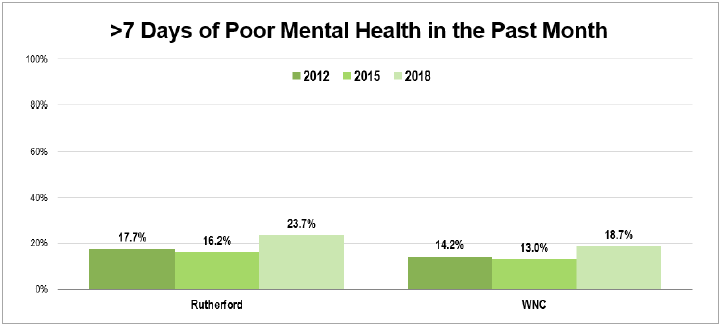 >7 Days of Poor Mental Health in the Past Month
100%
2012 2015 2018
80%
60%
40%
20%
0%
17.7% 16.2% 23.7% 14.2% 13.0% 18.7%
Rutherford WNC